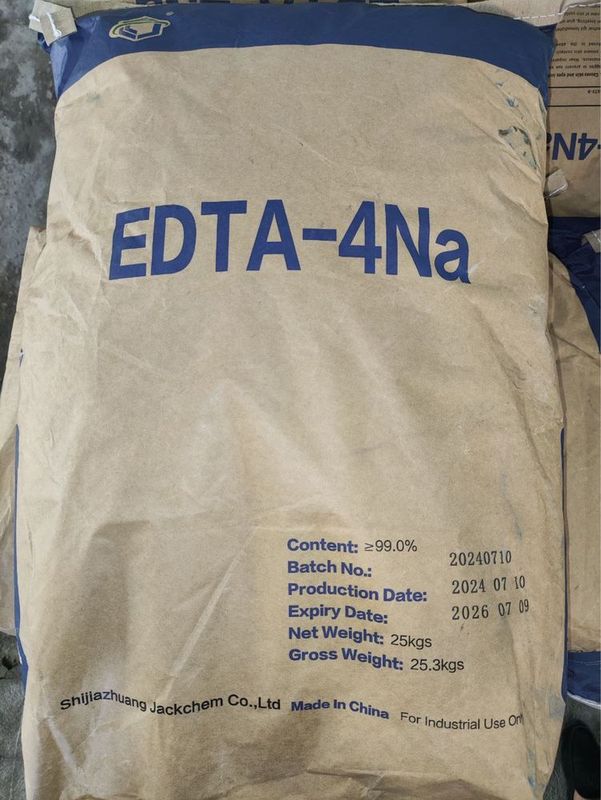 EDTA-4Na
Content: ≥99.0%
Batch No.: 20240710
Production Date: 2024 07 10
Expiry Date: 2026 07 09
Net Weight: 25kgs
Gross Weight: 25.3kgs
Shijiazhuang Jackchem Co.,Ltd Made In China For Industrial Use Only